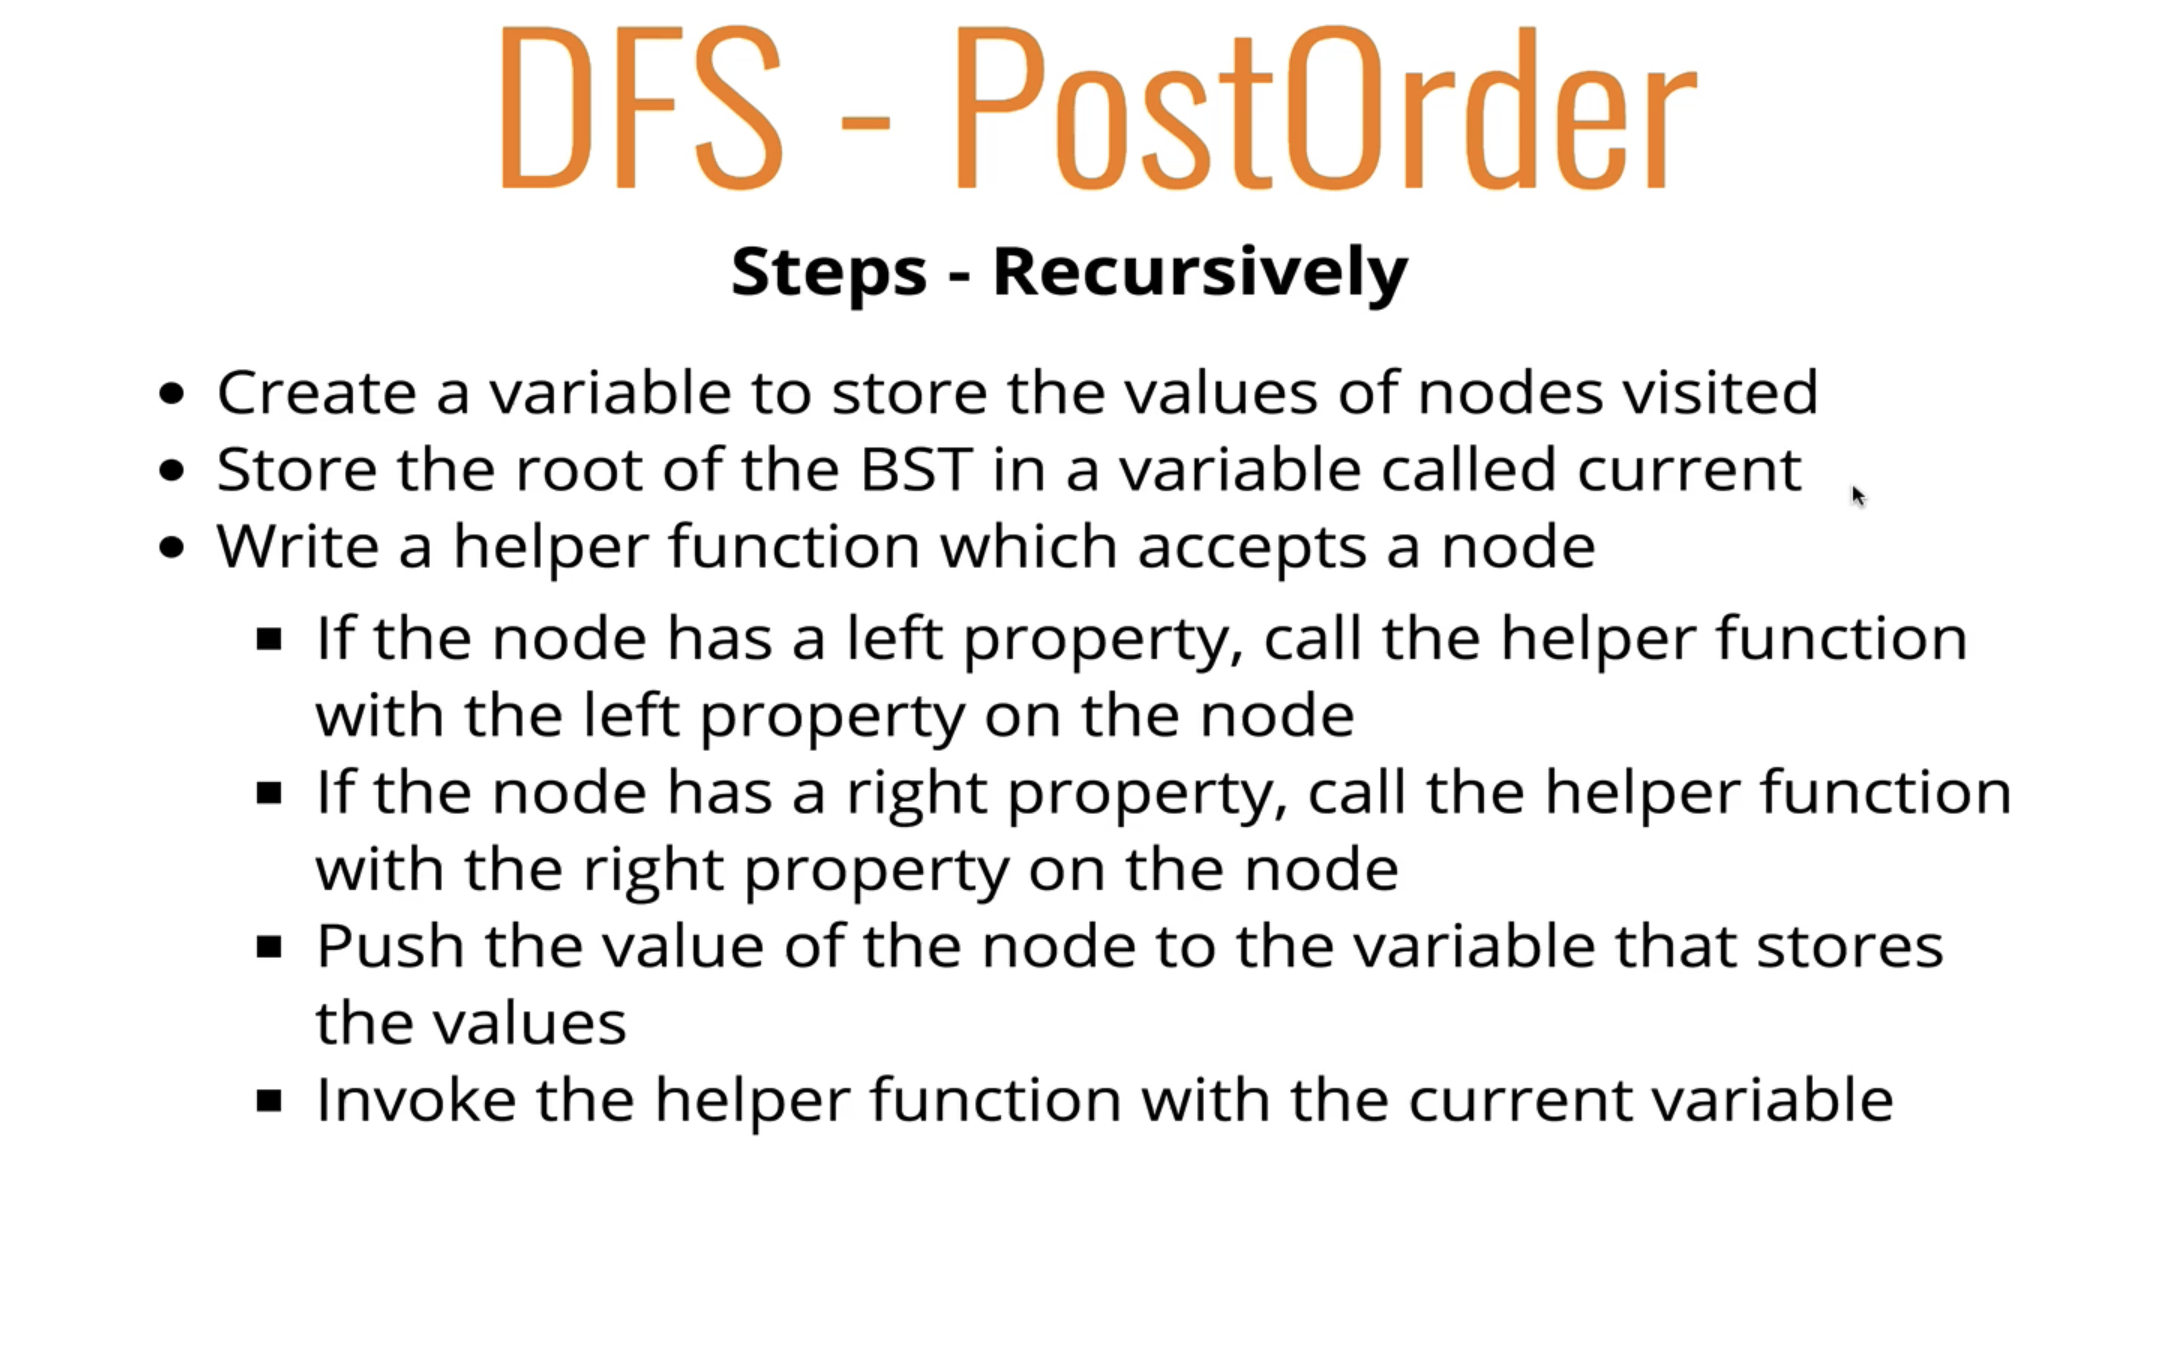 DFS - PostOrder
Steps - Recursively
• Create a variable to store the values of nodes visited
• Store the root of the BST in a variable called current
• Write a helper function which accepts a node
▪ If the node has a left property, call the helper function
with the left property on the node
▪ If the node has a right property, call the helper function
with the right property on the node
▪ Push the value of the node to the variable that stores
the values
▪ Invoke the helper function with the current variable